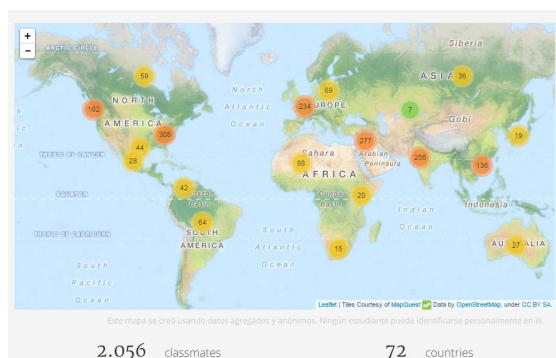 +
−
ARCTIC CIRCLE
Siberia
59
ASIA
36
69
NORTH
AMERICA
North
Atlantic
Ocean
234
EUROPE
7
182
308
Gobi
277
19
44
TROPIC OF CANCER
28
Sahara
88
Arabian
Peninsula
256
136
AFRICA
42
Amazon
Basin
EQUATOR
Congo
Basin
20
Indonesia
Indian
Ocean
64
SOUTH
AMERICA
TROPIC OF CAPRICORN
South
Atlantic
Ocean
15
AUSTRALIA
27
South
Pacific
Ocean
Leaflet | Tiles Courtesy of MapQuest Data by OpenStreetMap, under CC BY SA.
Este mapa se creó usando datos agregados y anónimos. Ningún estudiante puede identificarse personalmente en él.
2.056 classmates
72 countries